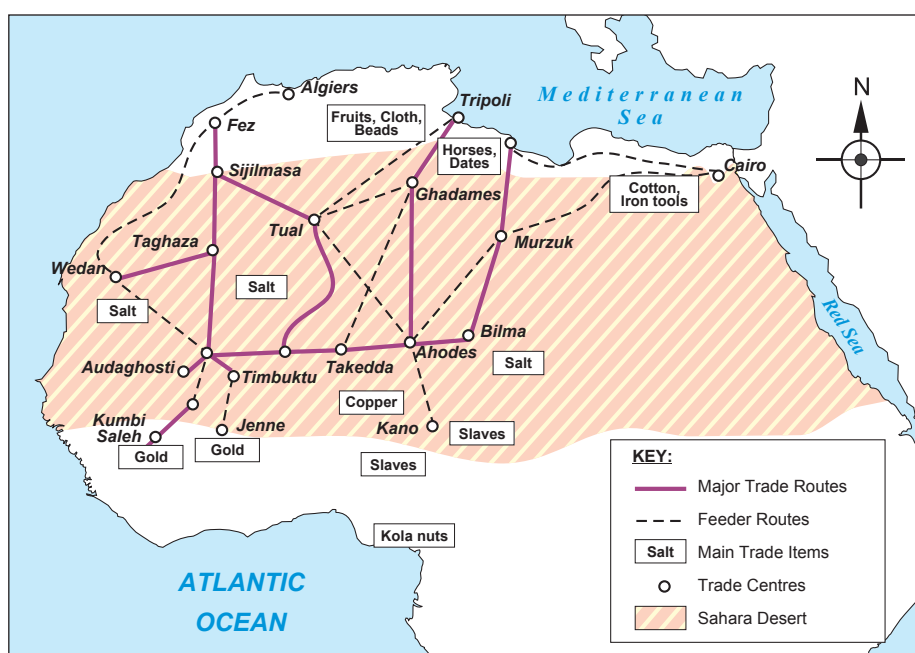 Algiers
Tripoli
Mediterranean
Sea
N
Fez
Fruits, Cloth,
Beads
Horses,
Dates
Sijilmasa
Cairo
Ghadames
Cotton,
Iron tools
Tual
Taghaza
Murzuk
Wedan
Salt
Salt
Red Sea
Bilma
Ahodes
Takedda
Salt
Audaghosti
Timbuktu
Copper
Kumbi
Saleh
Jenne
Kano
Slaves
Gold
Gold
Slaves
Kola nuts
ATLANTIC
OCEAN
KEY:
Major Trade Routes
Feeder Routes
Salt Main Trade Items
Trade Centres
Sahara Desert